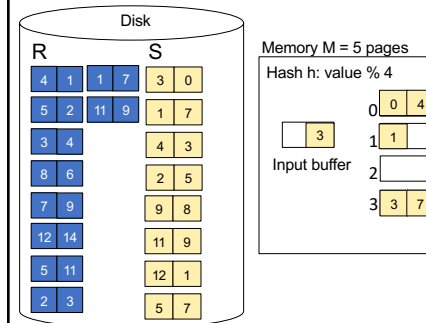 Disk
R S
4 1 1 7 3 0
5 2 11 9 1 7
3 4 4 3
8 6 2 5
7 9 9 8
12 14 11 9
5 11 12 1
2 3 5 7
Memory M = 5 pages
Hash h: value % 4
0 0 4
3 1 1
Input buffer 2
3 3 7